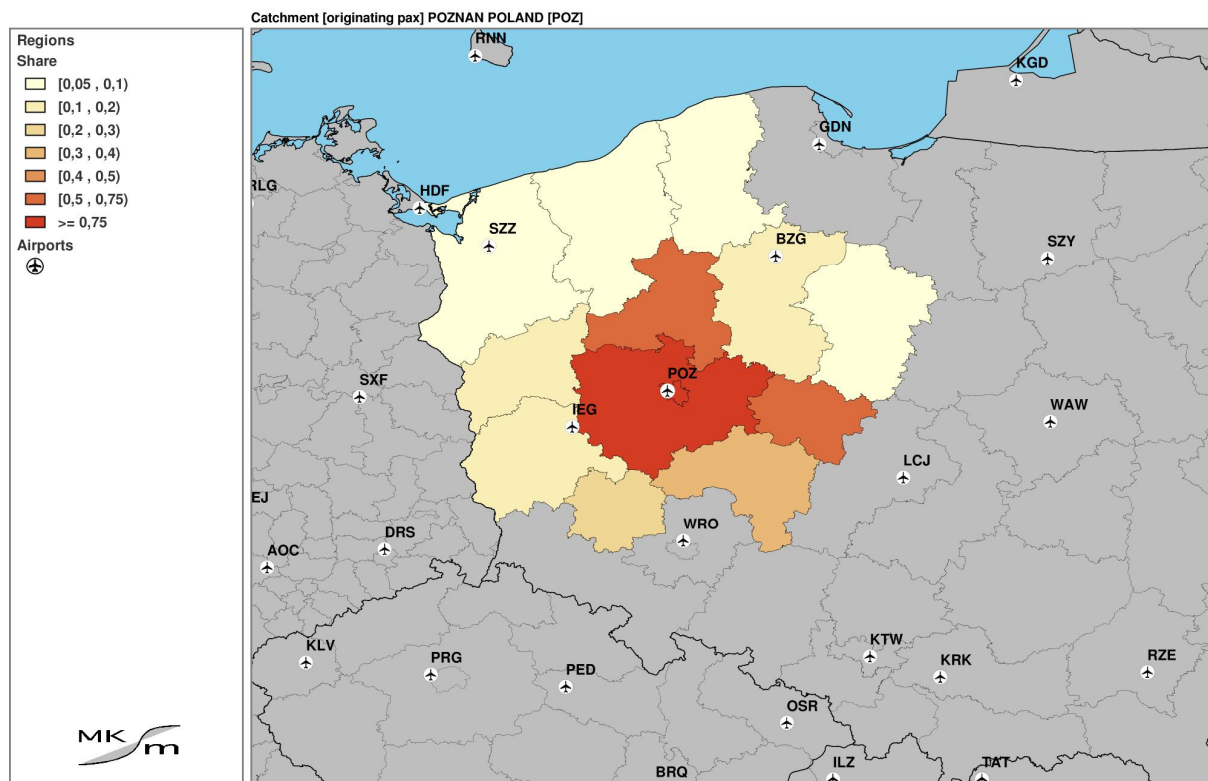 Catchment [originating pax] POZNAN POLAND [POZ]
Regions
Share
[0,05 , 0,1)
[0,1 , 0,2)
[0,2 , 0,3)
[0,3 , 0,4)
[0,4 , 0,5)
[0,5 , 0,75)
>= 0,75
Airports
RNN
KGD
GDN
RLG
HDF
SZZ
BZG
SZY
SXF
POZ
IEG
WAW
LCJ
EJ
DRS
WRO
AOC
KLV
PRG
PED
KTW
KRK
RZE
OSR
BRQ
ILZ
TAT
MK
m